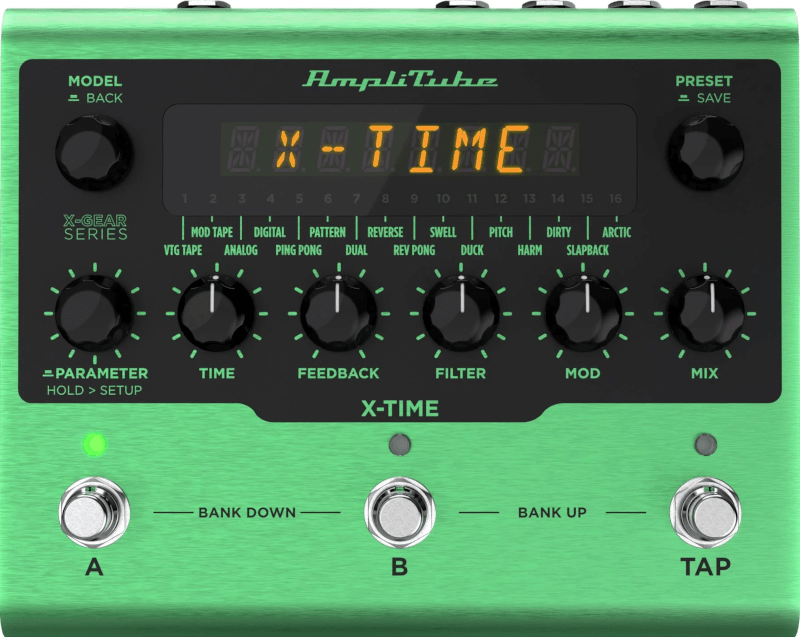 MODEL
BACK
AmpliTube
PRESET
SAVE
X-TIME
1 2 3 4 5 6 7 8 9 10 11 12 13 14 15 16
X-GEAR
SERIES
MOD TAPE DIGITAL PATTERN REVERSE SWELL PITCH DIRTY ARCTIC
VTG TAPE ANALOG PING PONG DUAL REV PONG DUCK HARM SLAPBACK
PARAMETER
HOLD > SETUP
TIME
FEEDBACK
FILTER
MOD
MIX
X-TIME
BANK DOWN
BANK UP
A
B
TAP